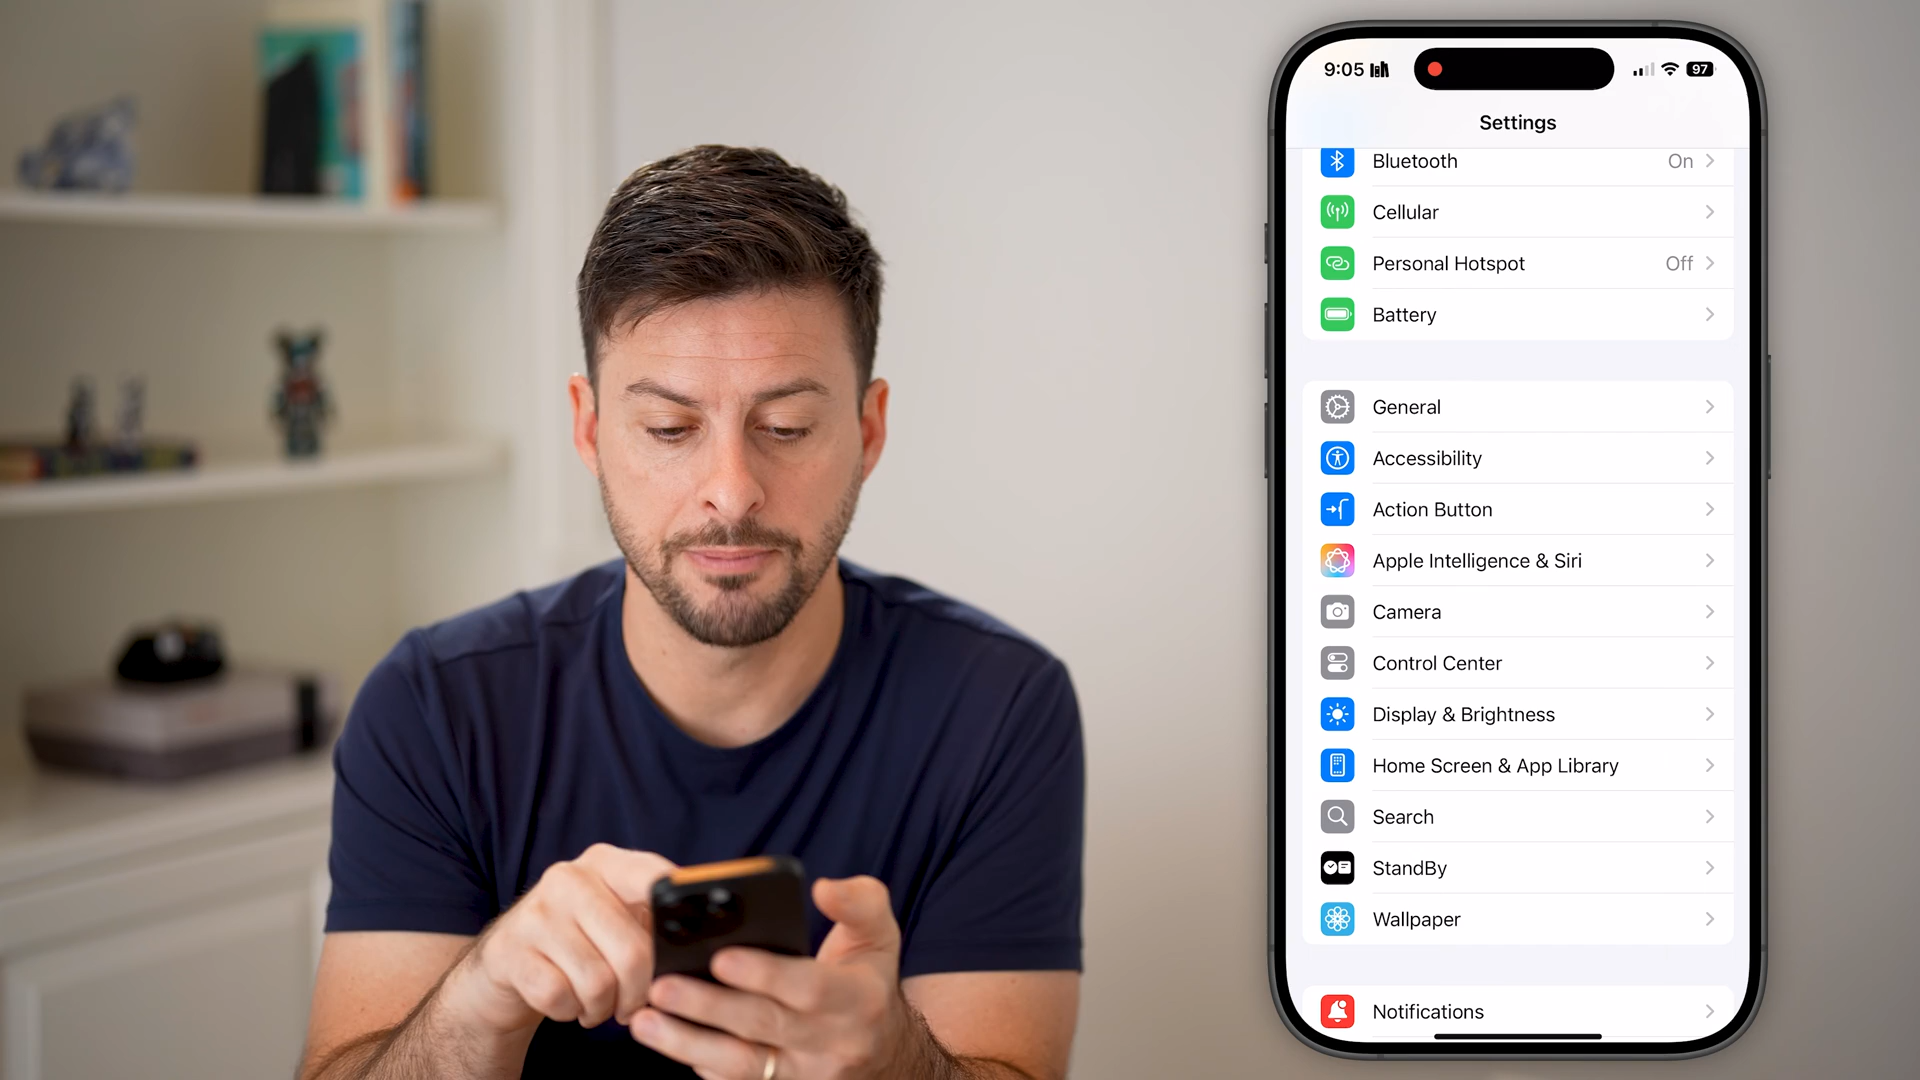 9:05
97
Settings
Bluetooth On
Cellular
Personal Hotspot Off
Battery
General
Accessibility
Action Button
Apple Intelligence & Siri
Camera
Control Center
Display & Brightness
Home Screen & App Library
Search
StandBy
Wallpaper
Notifications